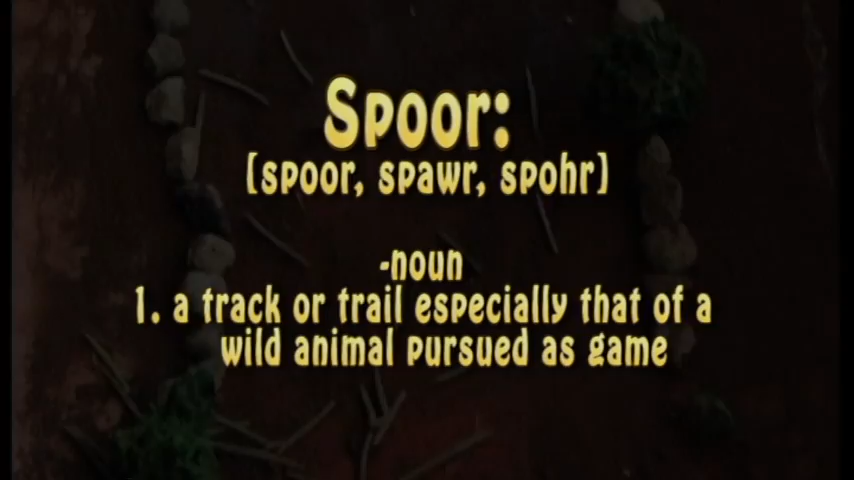 Spoor:
[spoor, spawr, spohr]
-noun
1. a track or trail especially that of a
wild animal pursued as game